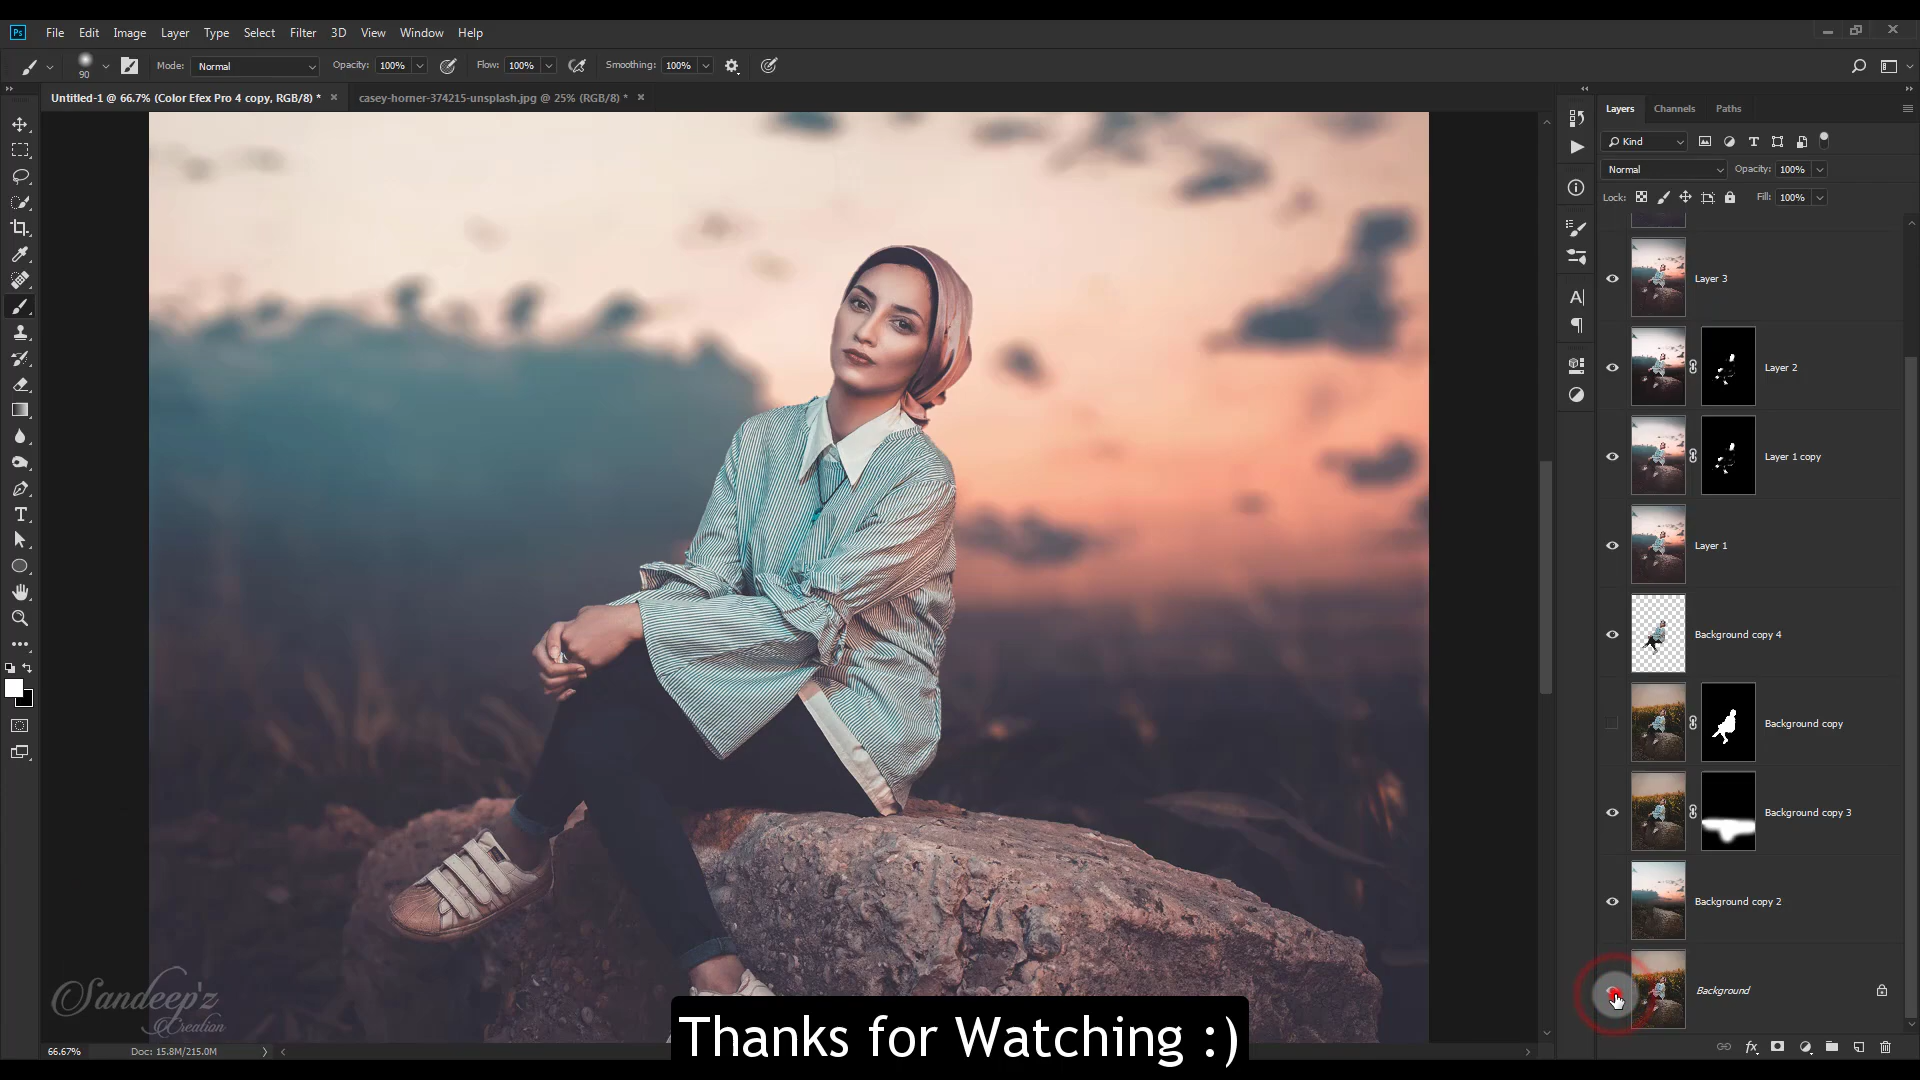 Ps File Edit Image Layer Type Select Filter 3D View Window Help
90 Mode: Normal Opacity: 100% Flow: 100% Smoothing: 100%
Untitled-1 @ 66.7% (Color Efex Pro 4 copy, RGB/8) * × casey-horner-374215-unsplash.jpg @ 25% (RGB/8) * ×
Layers Channels Paths
Kind
Normal Opacity: 100%
Lock: Fill: 100%
Layer 3
Layer 2
Layer 1 copy
Layer 1
Background copy 4
Background copy
Background copy 3
Background copy 2
Background
Sandeep'z
Creation
Thanks for Watching :)
66.67% Doc: 15.8M/215.0M